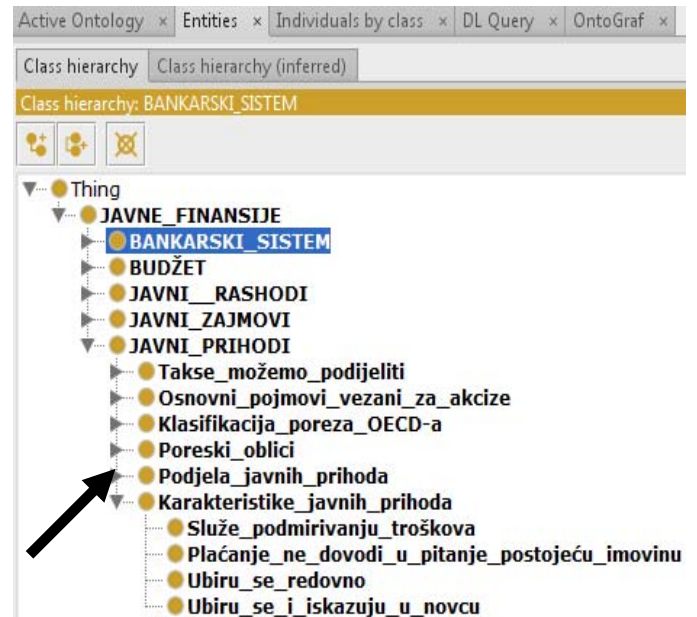 Active Ontology × Entities × Individuals by class × DL Query × OntoGraf ×
Class hierarchy Class hierarchy (inferred)
Class hierarchy: BANKARSKI_SISTEM
Thing
JAVNE_FINANSIJE
BANKARSKI_SISTEM
BUDŽET
JAVNI__RASHODI
JAVNI_ZAJMOVI
JAVNI_PRIHODI
Takse_možemo_podijeliti
Osnovni_pojmovi_vezani_za_akcize
Klasifikacija_poreza_OECD-a
Poreski_oblici
Podjela_javnih_prihoda
Karakteristike_javnih_prihoda
Služe_podmirivanju_troškova
Plaćanje_ne_dovodi_u_pitanje_postojeću_imovinu
Ubiru_se_redovno
Ubiru_se_i_iskazuju_u_novcu